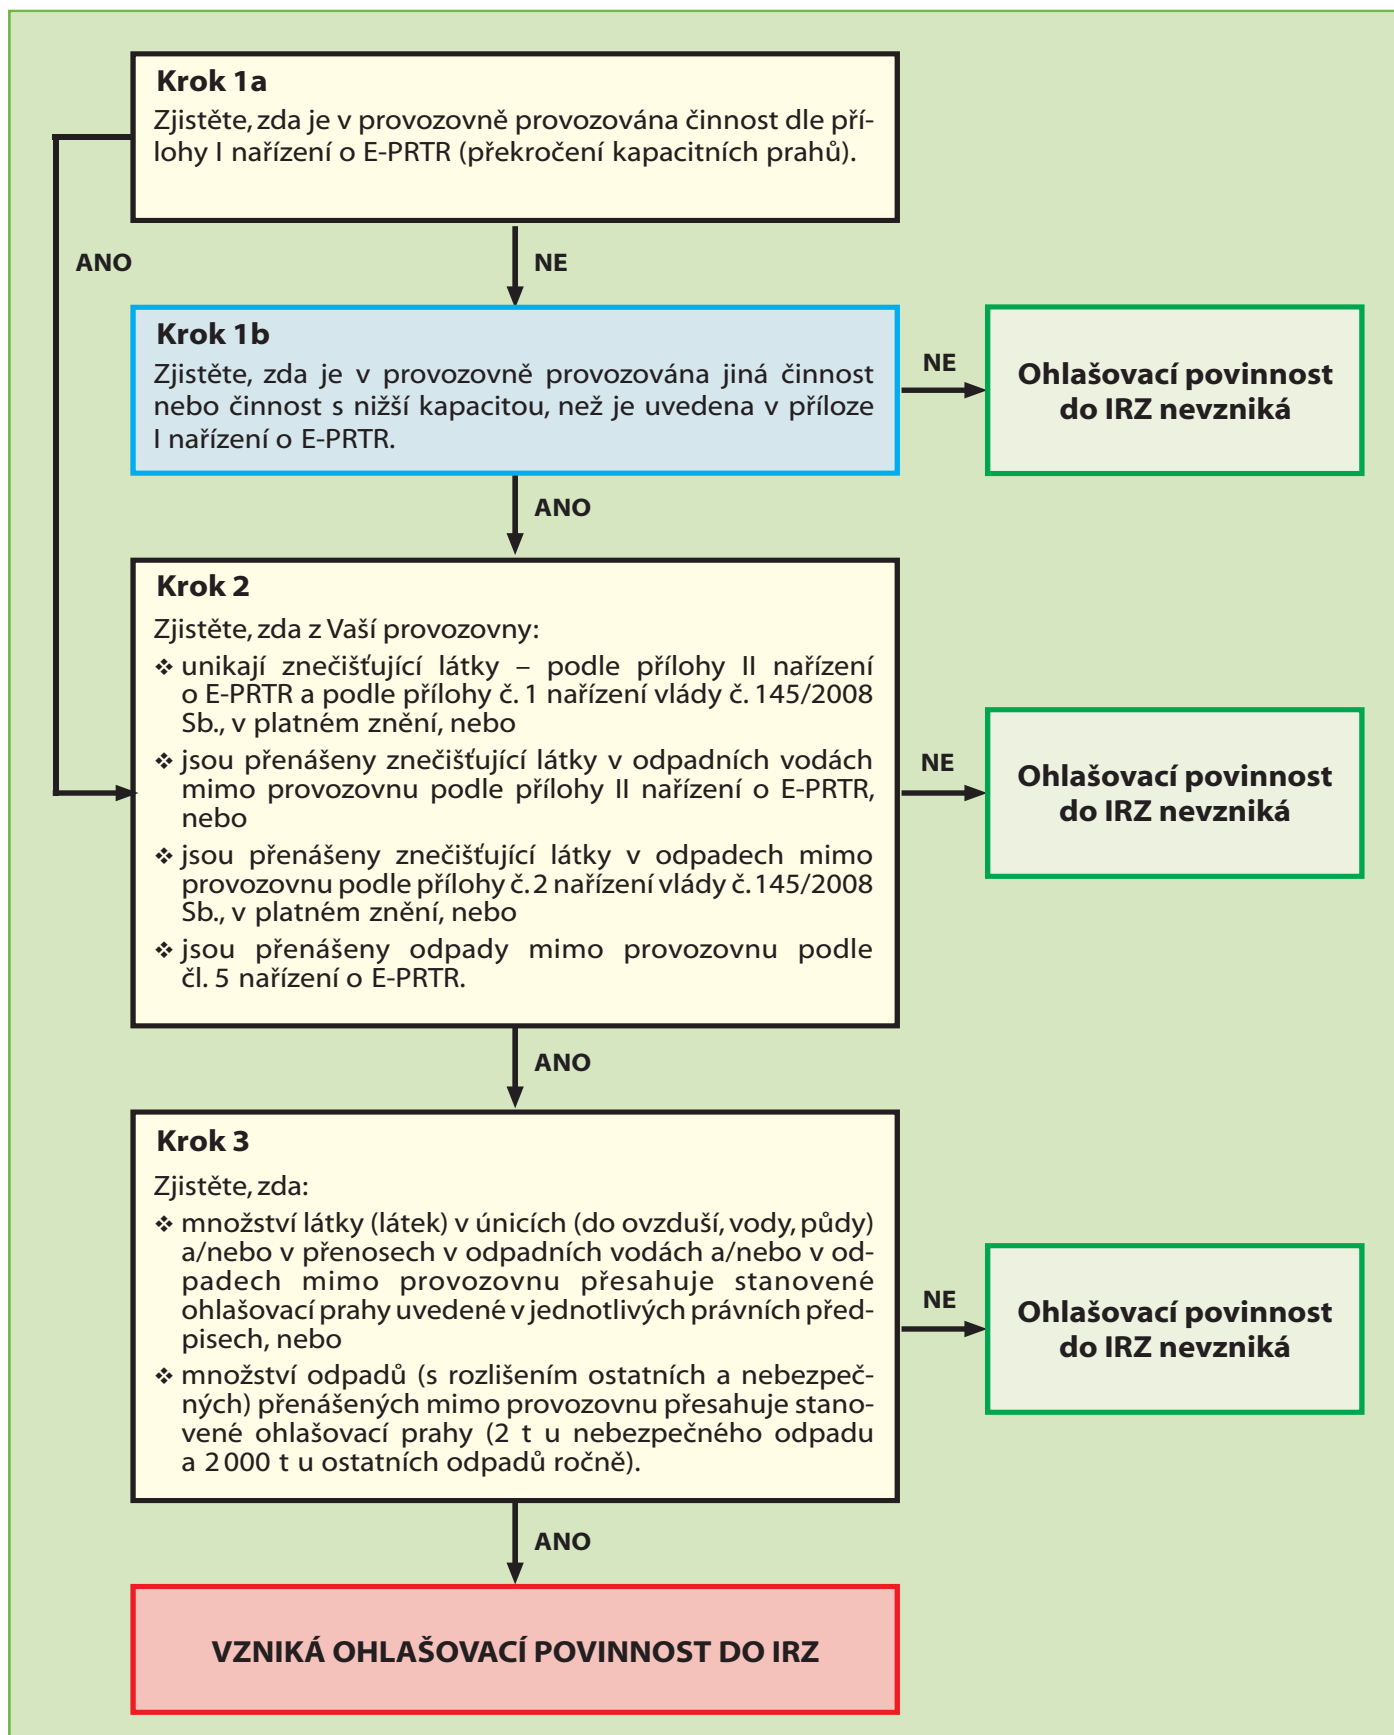 Krok 1a
Zjistěte, zda je v provozovně provozována činnost dle pří-
lohy I nařízení o E-PRTR (překročení kapacitních prahů).
ANO
NE
Krok 1b
Zjistěte, zda je v provozovně provozována jiná činnost
nebo činnost s nižší kapacitou, než je uvedena v příloze
I nařízení o E-PRTR.
NE
Ohlašovací povinnost
do IRZ nevzniká
ANO
Krok 2
Zjistěte, zda z Vaší provozovny:
❖ unikají znečišťující látky – podle přílohy II nařízení
o E-PRTR a podle přílohy č. 1 nařízení vlády č. 145/2008
Sb., v platném znění, nebo
❖ jsou přenášeny znečišťující látky v odpadních vodách
mimo provozovnu podle přílohy II nařízení o E-PRTR,
nebo
❖ jsou přenášeny znečišťující látky v odpadech mimo
provozovnu podle přílohy č. 2 nařízení vlády č. 145/2008
Sb., v platném znění, nebo
❖ jsou přenášeny odpady mimo provozovnu podle
čl. 5 nařízení o E-PRTR.
NE
Ohlašovací povinnost
do IRZ nevzniká
ANO
Krok 3
Zjistěte, zda:
❖ množství látky (látek) v únicích (do ovzduší, vody, půdy)
a/nebo v přenosech v odpadních vodách a/nebo v od-
padech mimo provozovnu přesahuje stanovené
ohlašovací prahy uvedené v jednotlivých právních před-
pisech, nebo
❖ množství odpadů (s rozlišením ostatních a nebezpeč-
ných) přenášených mimo provozovnu přesahuje stano-
vené ohlašovací prahy (2 t u nebezpečného odpadu
a 2 000 t u ostatních odpadů ročně).
NE
Ohlašovací povinnost
do IRZ nevzniká
ANO
VZNIKÁ OHLAŠOVACÍ POVINNOST DO IRZ